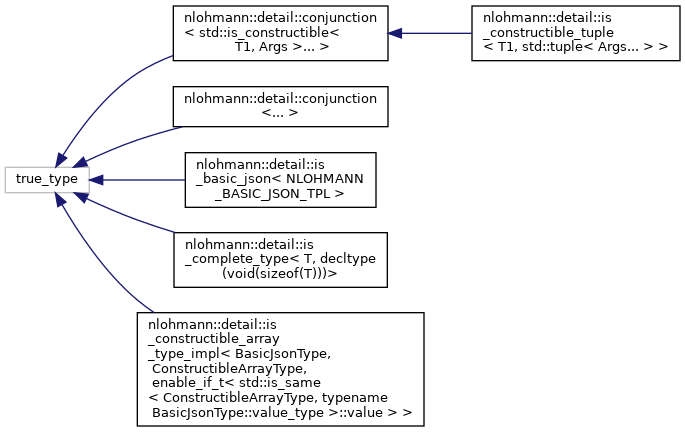 nlohmann::detail::conjunction
< std::is_constructible<
T1, Args >... >
nlohmann::detail::is
_constructible_tuple
< T1, std::tuple< Args... > >
nlohmann::detail::conjunction
<... >
true_type
nlohmann::detail::is
_basic_json< NLOHMANN
_BASIC_JSON_TPL >
nlohmann::detail::is
_complete_type< T, decltype
(void(sizeof(T)))>
nlohmann::detail::is
_constructible_array
_type_impl< BasicJsonType,
ConstructibleArrayType,
enable_if_t< std::is_same
< ConstructibleArrayType, typename
BasicJsonType::value_type >::value > >